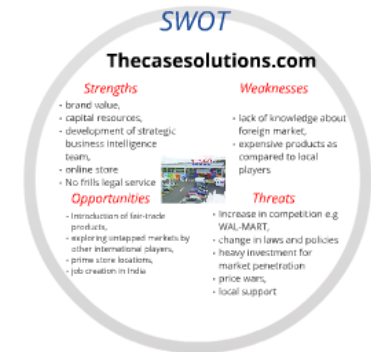 SWOT
Thecasesolutions.com
Strengths
- brand value,
- capital resources,
- development of strategic
business intelligence
team,
- online store
- No frills legal service
Weaknesses
- lack of knowledge about
foreign market,
- expensive products as
compared to local
players
Opportunities
- Introduction of fair-trade
products,
- exploring untapped markets by
other international players,
- prime store locations,
- job creation in India
Threats
- Increase in competition e.g
WAL-MART,
- change in laws and policies
- heavy investment for
market penetration
- price wars,
- local support